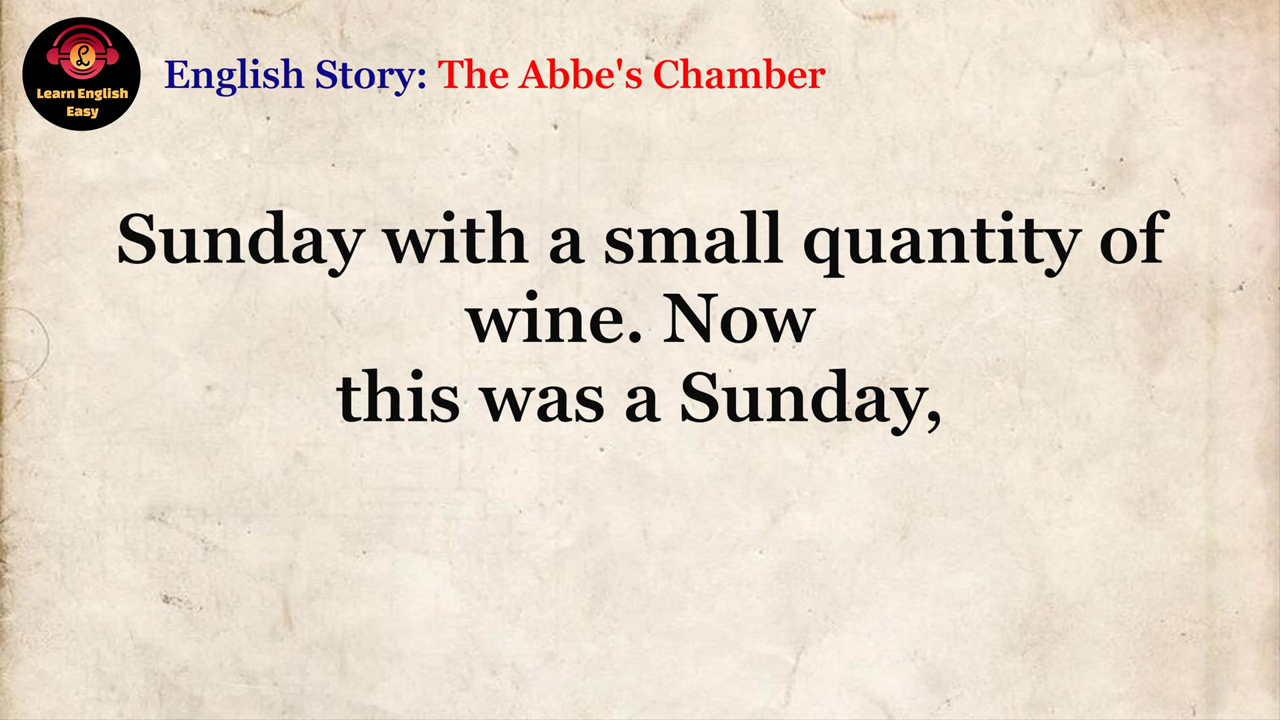 Learn English
Easy
English Story: The Abbe's Chamber
Sunday with a small quantity of
wine. Now
this was a Sunday,